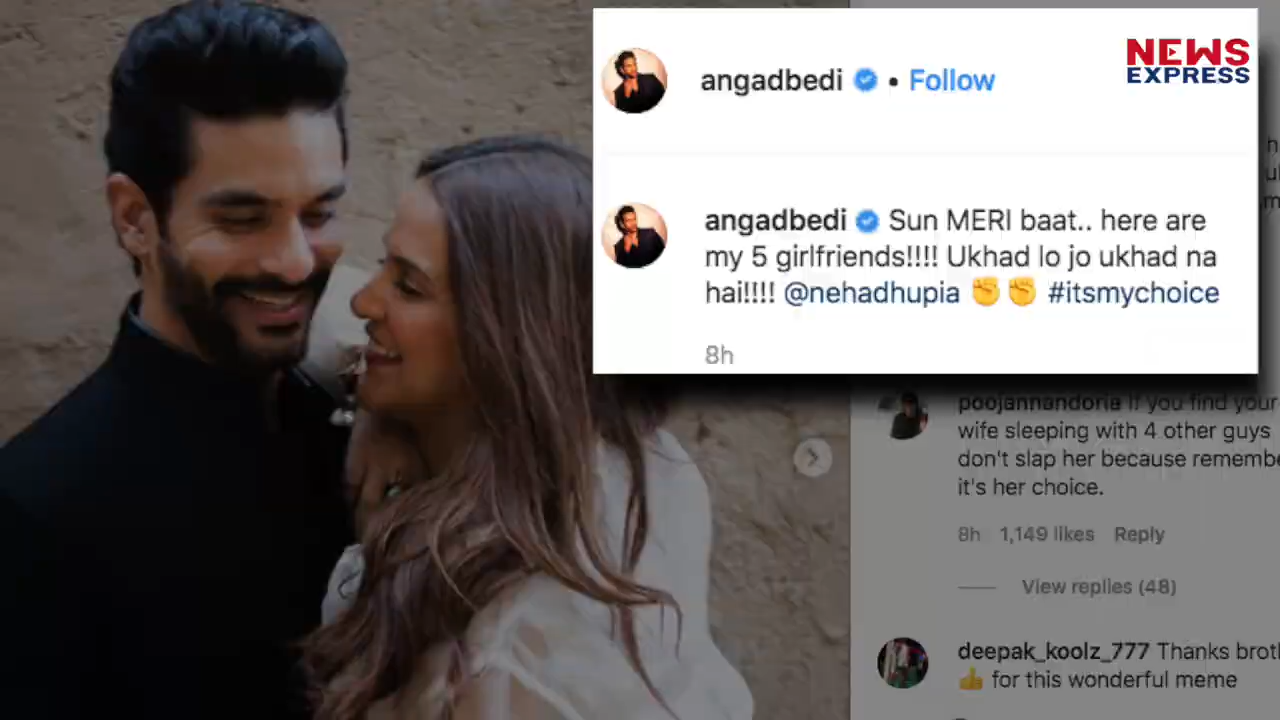 NEWS
EXPRESS
angadbedi • Follow
angadbedi Sun MERI baat.. here are
my 5 girlfriends!!!! Ukhad lo jo ukhad na
hai!!!! @nehadhupia ✊✊ #itsmychoice
8h
poojannandoria If you find your
wife sleeping with 4 other guys
don't slap her because remembe
it's her choice.
8h 1,149 likes Reply
View replies (48)
deepak_koolz_777 Thanks brot
👍 for this wonderful meme